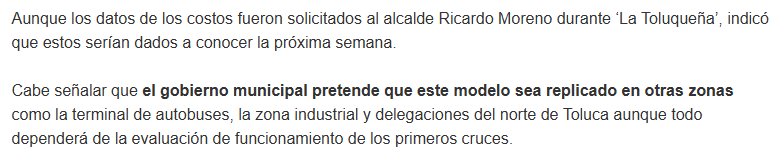 Aunque los datos de los costos fueron solicitados al alcalde Ricardo Moreno durante ‘La Toluqueña’, indicó
que estos serían dados a conocer la próxima semana.
Cabe señalar que el gobierno municipal pretende que este modelo sea replicado en otras zonas
como la terminal de autobuses, la zona industrial y delegaciones del norte de Toluca aunque todo
dependerá de la evaluación de funcionamiento de los primeros cruces.